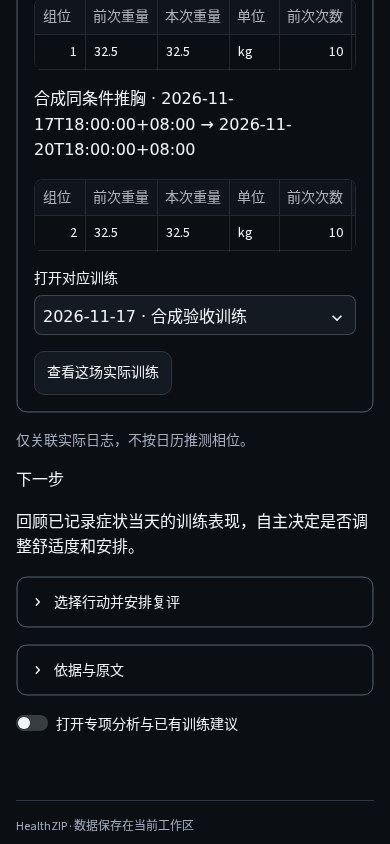 组位 前次重量 本次重量 单位 前次次数
1 32.5 32.5 kg 10
合成同条件推胸 · 2026-11-
17T18:00:00+08:00 → 2026-11-
20T18:00:00+08:00
组位 前次重量 本次重量 单位 前次次数
2 32.5 32.5 kg 10
打开对应训练
2026-11-17 · 合成验收训练
查看这场实际训练
仅关联实际日志，不按日历推测相位。
下一步
回顾已记录症状当天的训练表现，自主决定是否调
整舒适度和安排。
选择行动并安排复评
依据与原文
打开专项分析与已有训练建议
HealthZIP · 数据保存在当前工作区